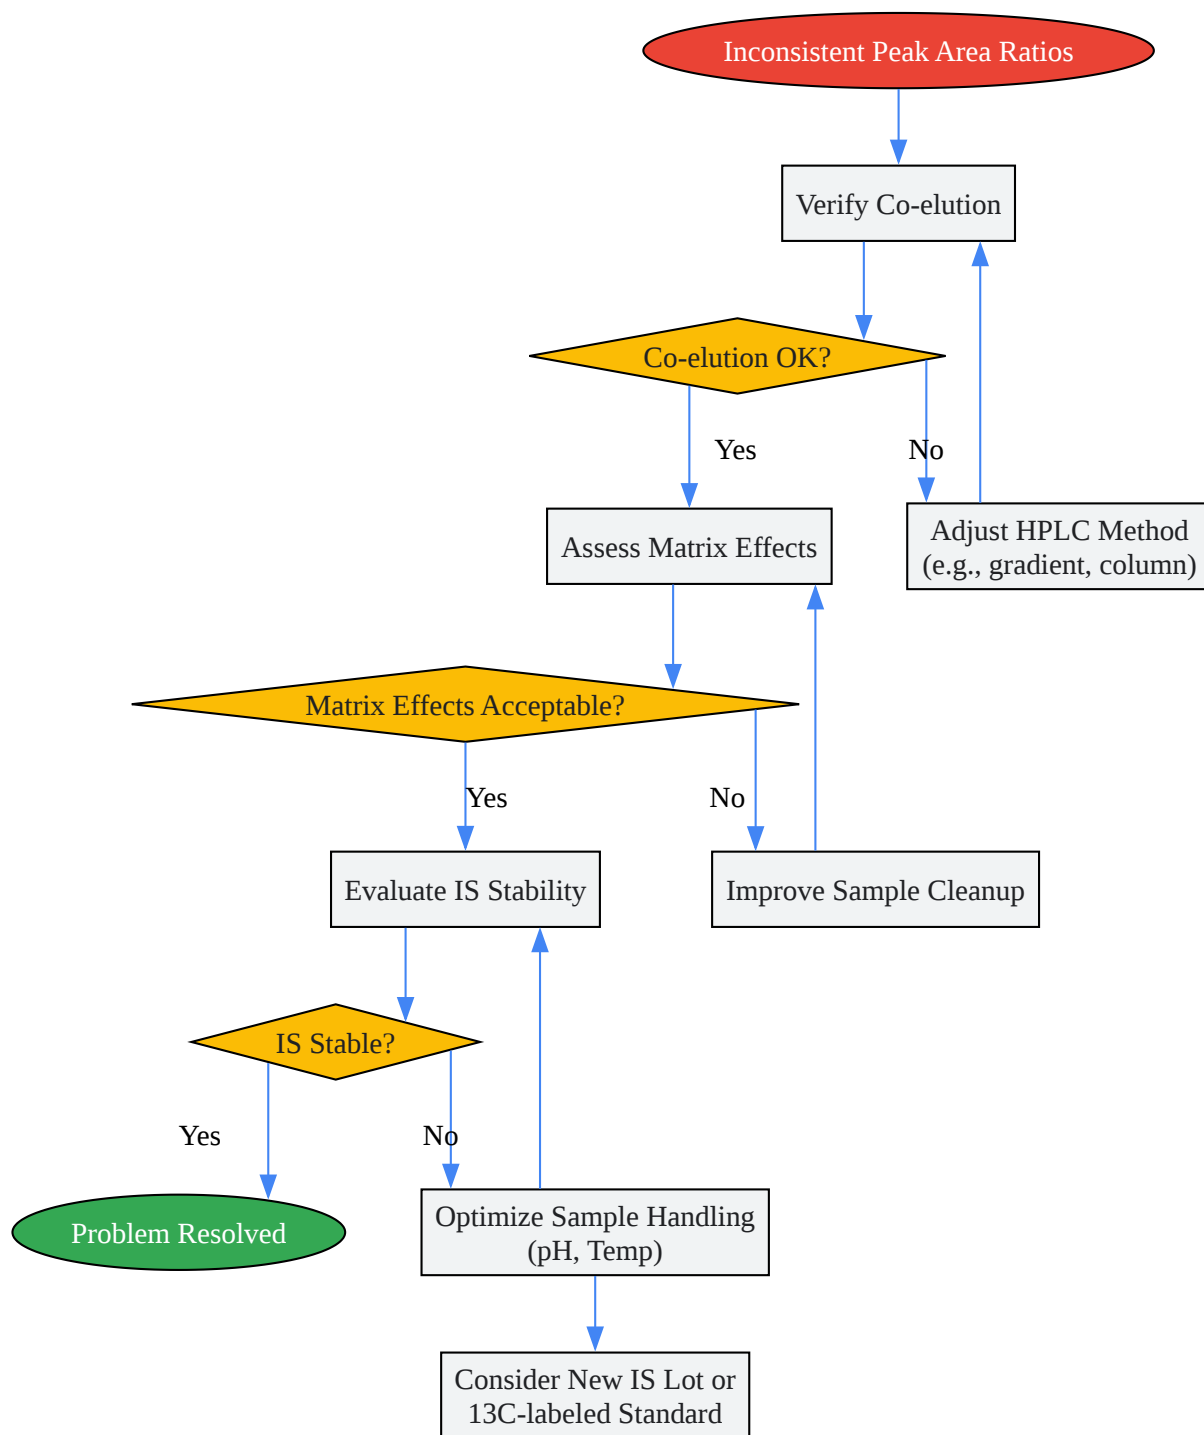 Inconsistent Peak Area Ratios
Verify Co-elution
Co-elution OK?
Yes
No
Assess Matrix Effects
Adjust HPLC Method
(e.g., gradient, column)
Matrix Effects Acceptable?
Yes
No
Evaluate IS Stability
Improve Sample Cleanup
IS Stable?
Yes
No
Problem Resolved
Optimize Sample Handling
(pH, Temp)
Consider New IS Lot or
13C-labeled Standard